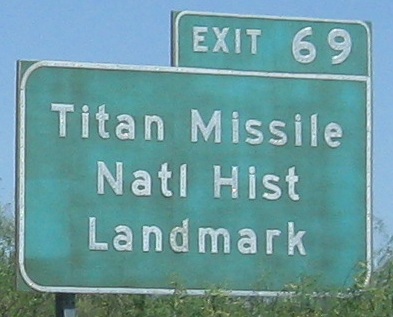 EXIT 69
Titan Missile
Natl Hist
Landmark